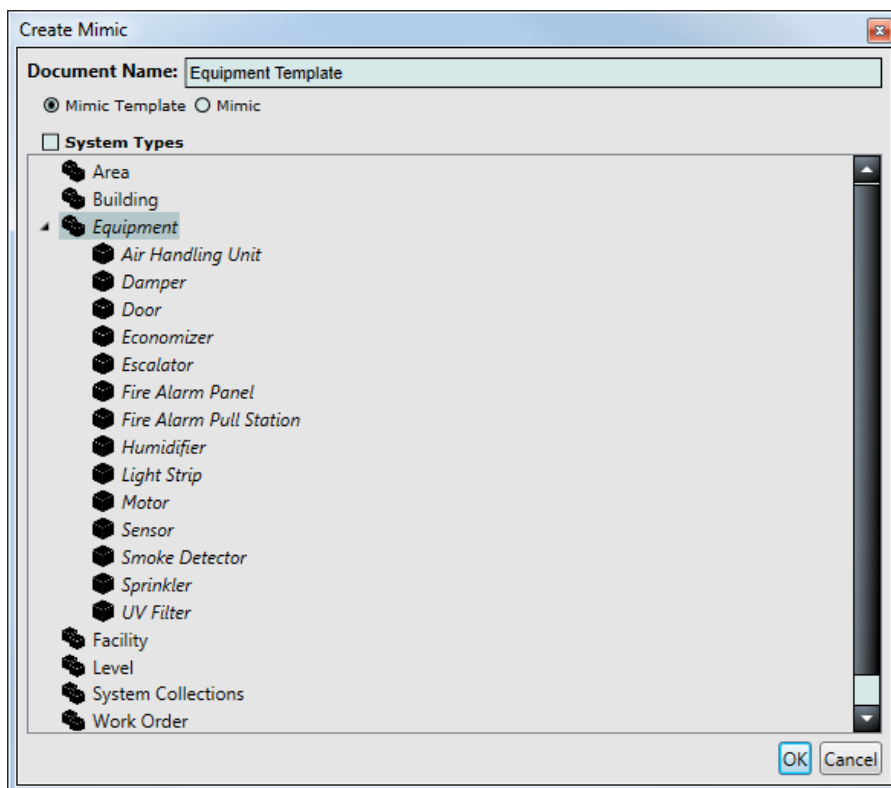 Create Mimic
Document Name: Equipment Template
Mimic Template Mimic
System Types
Area
Building
Equipment
Air Handling Unit
Damper
Door
Economizer
Escalator
Fire Alarm Panel
Fire Alarm Pull Station
Humidifier
Light Strip
Motor
Sensor
Smoke Detector
Sprinkler
UV Filter
Facility
Level
System Collections
Work Order
OK Cancel